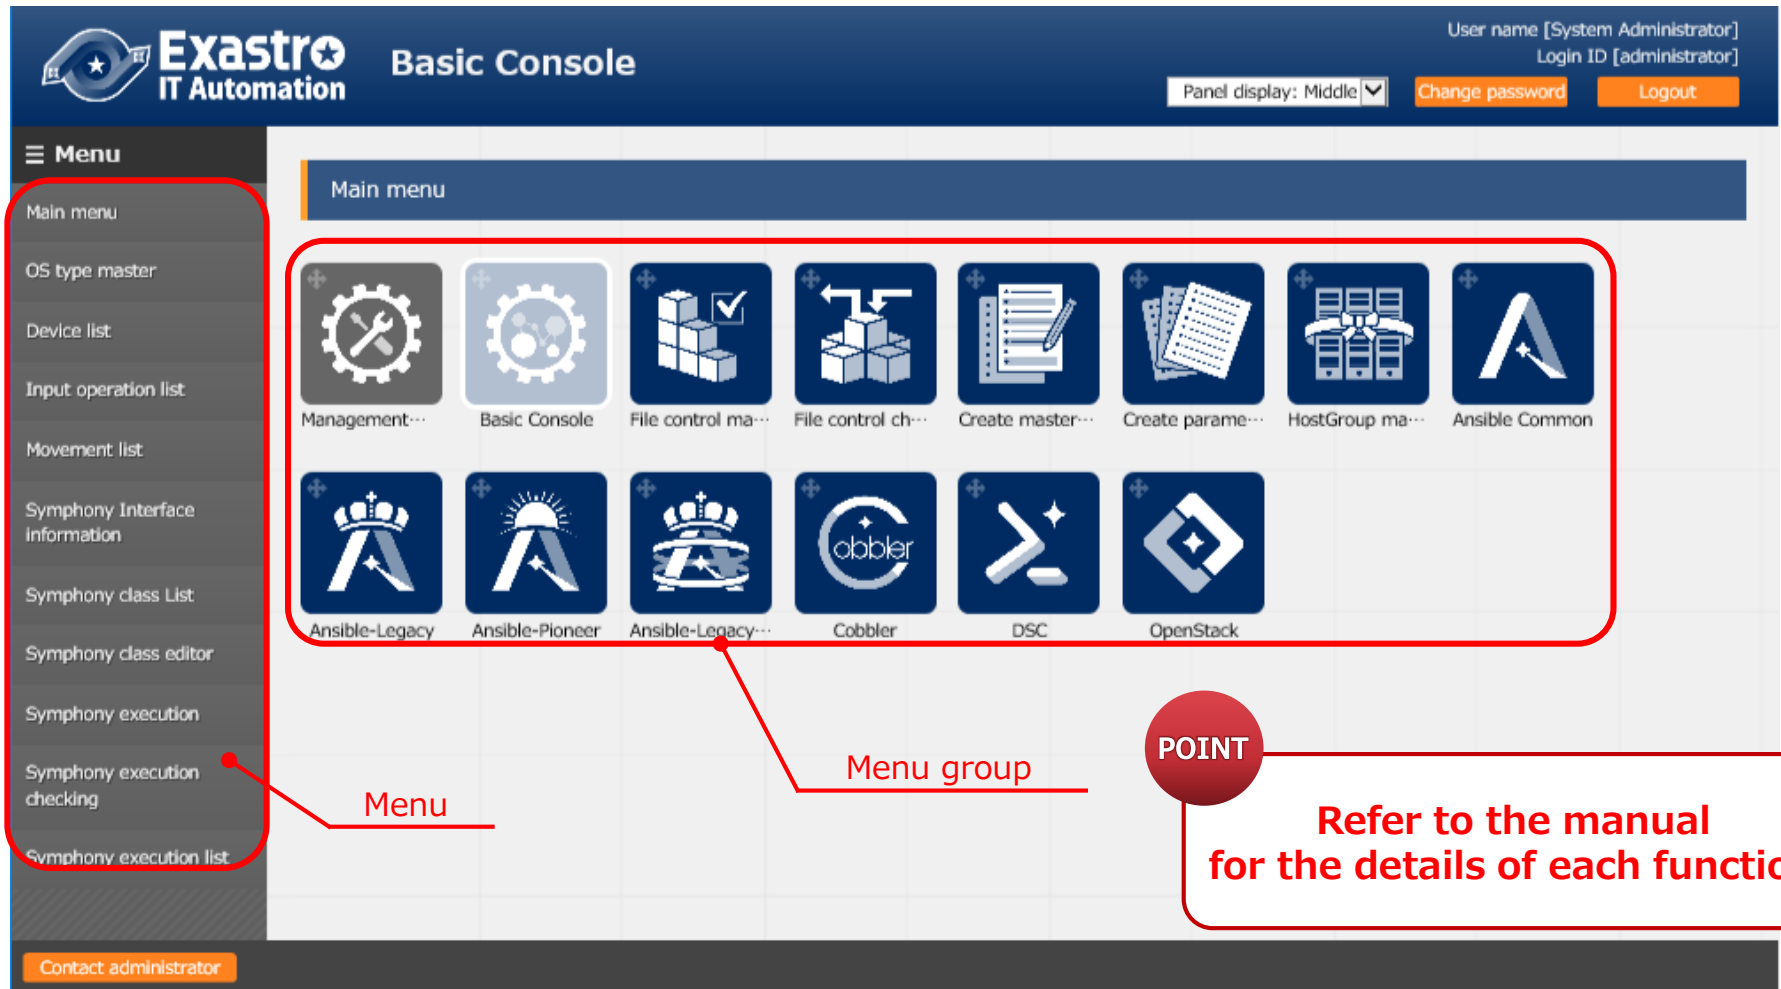 Exastro
IT Automation
Basic Console
User name [System Administrator]
Login ID [administrator]
Panel display: Middle
Change password
Logout
Menu
Main menu
OS type master
Device list
Input operation list
Movement list
Symphony Interface
information
Symphony class List
Symphony class editor
Symphony execution
Symphony execution
checking
Symphony execution list
Main menu
Management···
Basic Console
File control ma···
File control ch···
Create master···
Create parame···
HostGroup ma···
Ansible Common
Cobbler
Ansible-Legacy
Ansible-Pioneer
Ansible-Legacy···
Cobbler
DSC
OpenStack
Menu
Menu group
POINT
Refer to the manual
for the details of each functio
Contact administrator